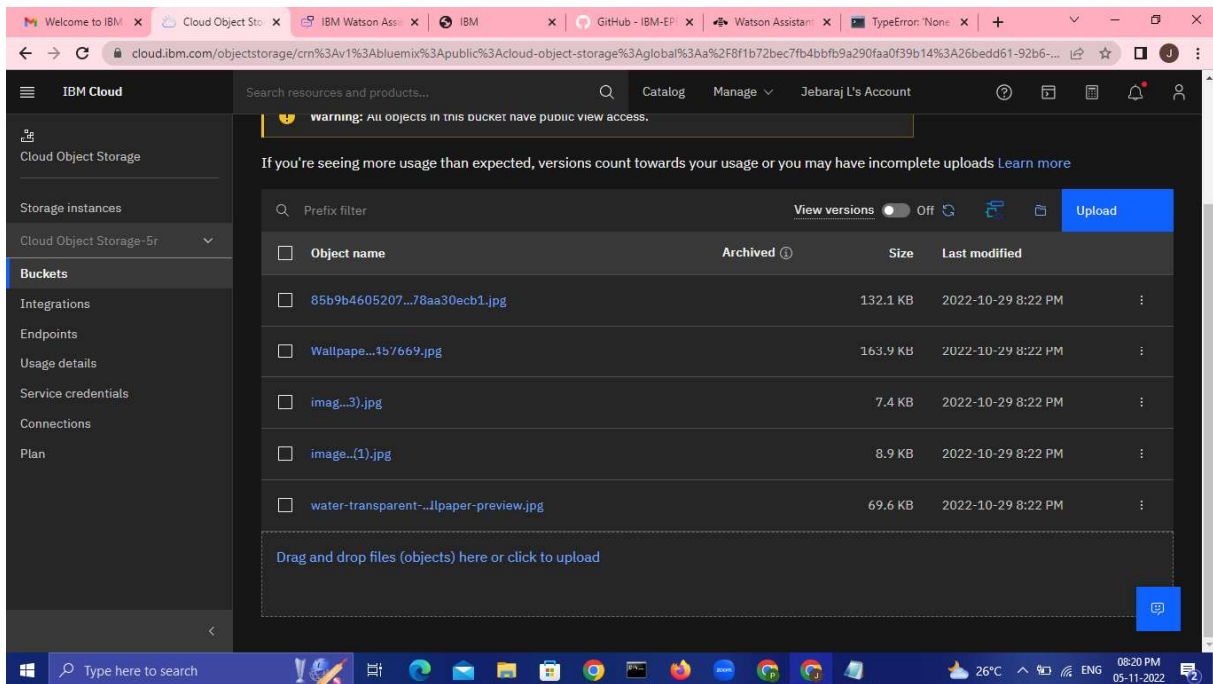 Welcome to IBM
Cloud Object Sto
IBM Watson Assi
IBM
GitHub - IBM-EP
Watson Assistant
TypeError: 'None
cloud.ibm.com/objectstorage/crn%3Av1%3Abluemix%3Apublic%3Acloud-object-storage%3Aglobal%3Aa%2F8f1b72bec7fb4bbfb9a290faa0f39b14%3A26bedd61-92b6-...
J
IBM Cloud
Search resources and products...
Catalog
Manage
Jebaraj L's Account
Warning: All objects in this bucket have public view access.
Cloud Object Storage
If you're seeing more usage than expected, versions count towards your usage or you may have incomplete uploads Learn more
Storage instances
Cloud Object Storage-5r
Buckets
Integrations
Endpoints
Usage details
Service credentials
Connections
Plan
Prefix filter
View versions Off
Upload
Object name Archived Size Last modified
85b9b4605207...78aa30ecb1.jpg 132.1 KB 2022-10-29 8:22 PM
Wallpape...457669.jpg 163.9 KB 2022-10-29 8:22 PM
imag...3).jpg 7.4 KB 2022-10-29 8:22 PM
image..(1).jpg 8.9 KB 2022-10-29 8:22 PM
water-transparent-...llpaper-preview.jpg 69.6 KB 2022-10-29 8:22 PM
Drag and drop files (objects) here or click to upload
Type here to search
zoom
26°C
ENG
08:20 PM
05-11-2022
2